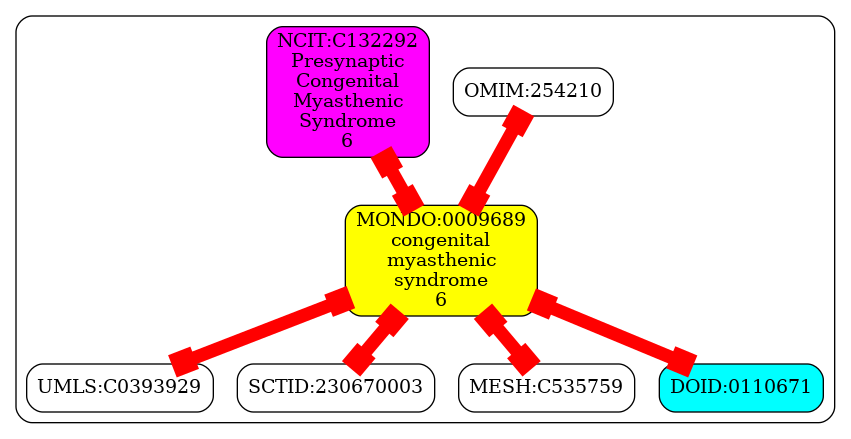 NCIT:C132292
Presynaptic
Congenital
Myasthenic
Syndrome
6
OMIM:254210
MONDO:0009689
congenital
myasthenic
syndrome
6
UMLS:C0393929
SCTID:230670003
MESH:C535759
DOID:0110671